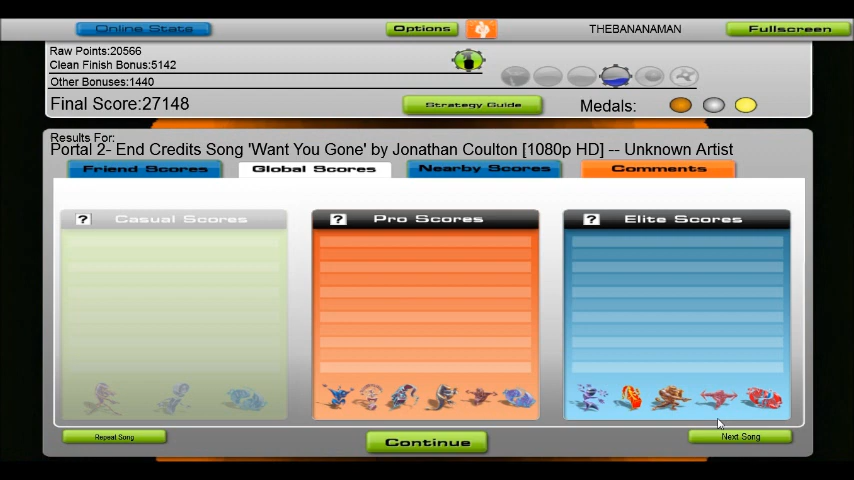 Online Stats
Options
THEBANANAMAN
Fullscreen
Raw Points:20566
Clean Finish Bonus:5142
Other Bonuses:1440
Final Score:27148
Strategy Guide
Medals:
Results For:
Portal 2- End Credits Song 'Want You Gone' by Jonathan Coulton [1080p HD] -- Unknown Artist
Friend Scores
Global Scores
Nearby Scores
Comments
? Casual Scores
? Pro Scores
? Elite Scores
Repeat Song
Continue
Next Song